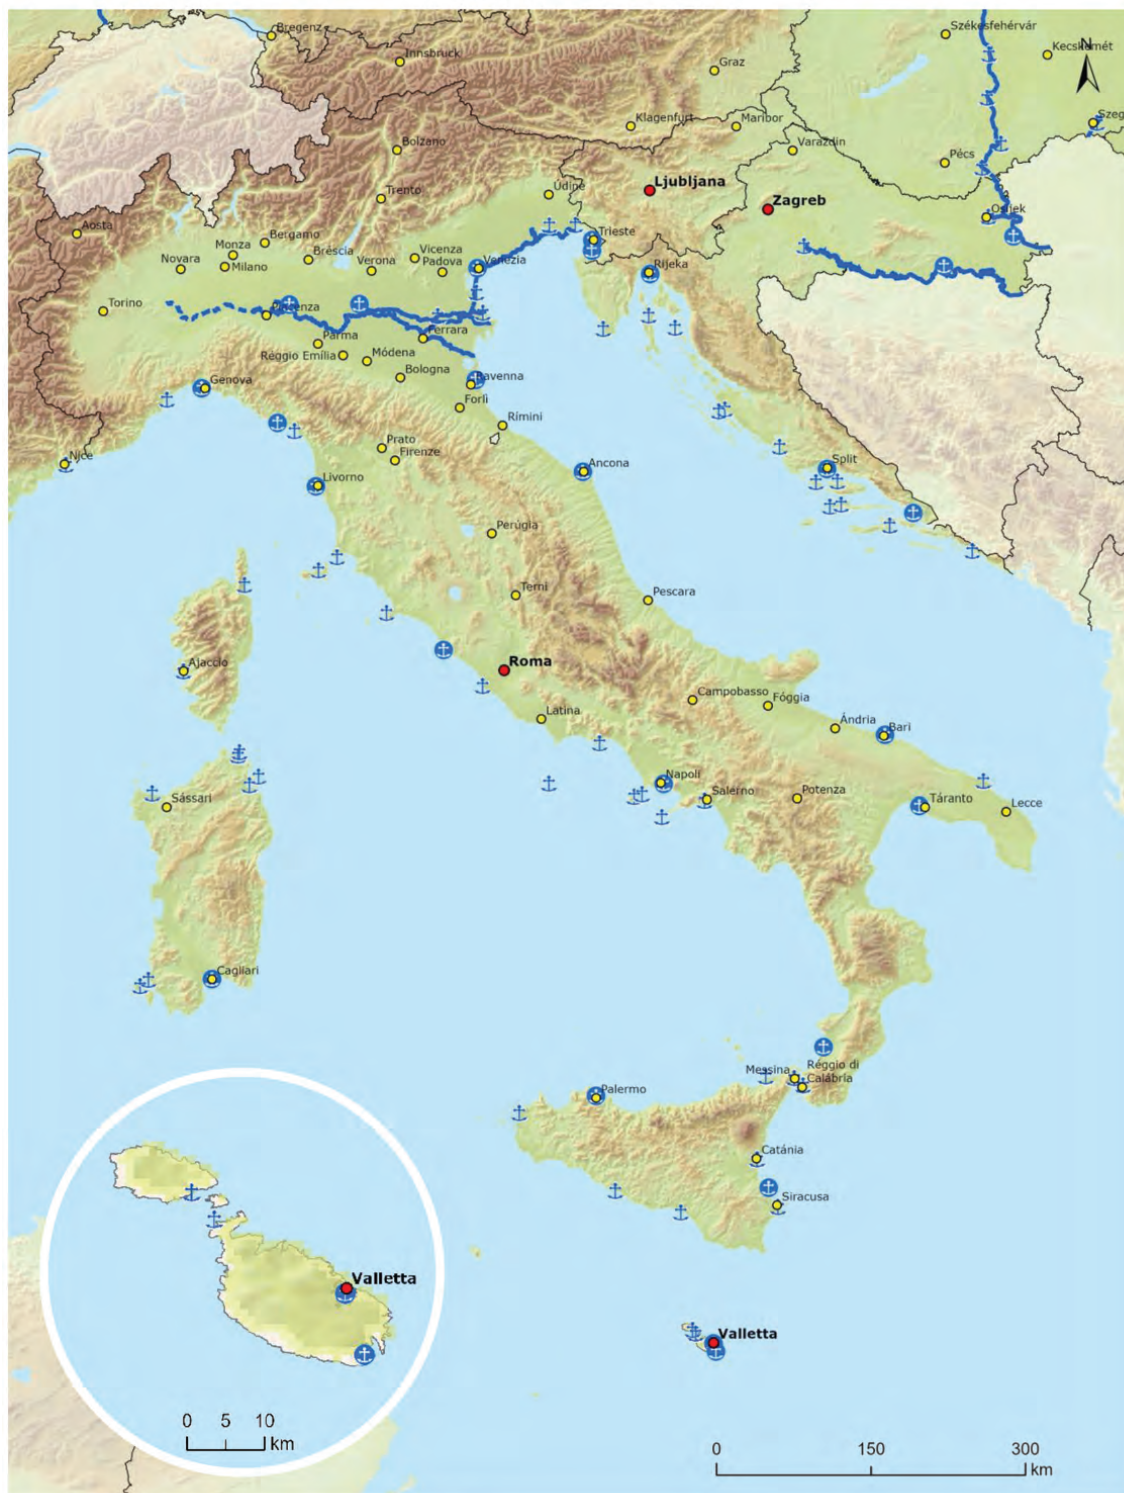 Bregenz
Székesfehérvár
Innsbruck
N
Kecskemét
Graz
Klagenfurt
Maribor
Szeg
Bolzano
Varazdin
Pécs
Údine
Ljubljana
Trento
Zagreb
Osijek
Aosta
Trieste
Bergamo
Monza
Bréscia
Vicenza
Novara
Milano
Verona
Padova
Venezia
Rijeka
Torino
Piacenza
Parma
Ferrara
Réggio Emília
Módena
Bologna
Ravenna
Genova
Forlì
Rímini
Prato
Firenze
Nice
Split
Ancona
Livorno
Perúgia
Terni
Pescara
Roma
Ajaccio
Latina
Campobasso
Fóggia
Ándria
Bari
Napoli
Sássari
Salerno
Potenza
Táranto
Lecce
Cagliari
Messina
Réggio di
Calábria
Palermo
Catánia
Siracusa
Valletta
Valletta
0 5 10
km
0 150 300
km